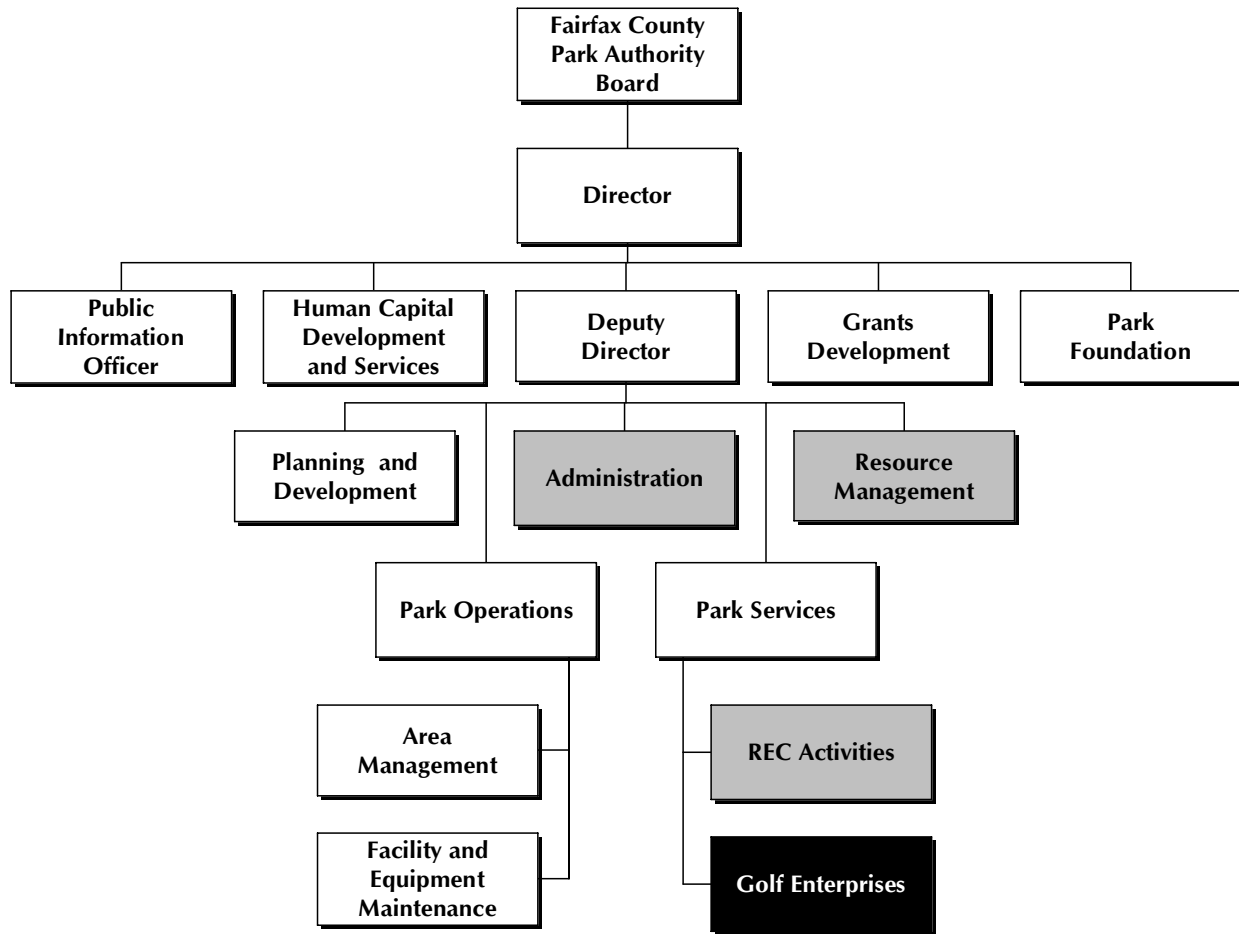 Fairfax County
Park Authority
Board
Director
Public
Information
Officer
Human Capital
Development
and Services
Deputy
Director
Grants
Development
Park
Foundation
Planning and
Development
Administration
Resource
Management
Park Operations
Park Services
Area
Management
REC Activities
Facility and
Equipment
Maintenance
Golf Enterprises